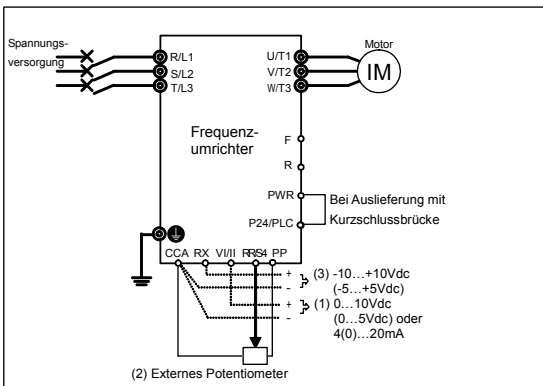 Spannungs-
versorgung
R/L1
S/L2
T/L3
U/T1
V/T2
W/T3
Motor
IM
Frequenz-
umrichter
F
R
PWR
P24/PLC
Bei Auslieferung mit
Kurzschlussbrücke
CCA RX VI/II RR/S4 PP
+ (3) -10…+10Vdc
- (-5…+5Vdc)
+ (1) 0…10Vdc
- (0…5Vdc) oder
4(0)…20mA
(2) Externes Potentiometer